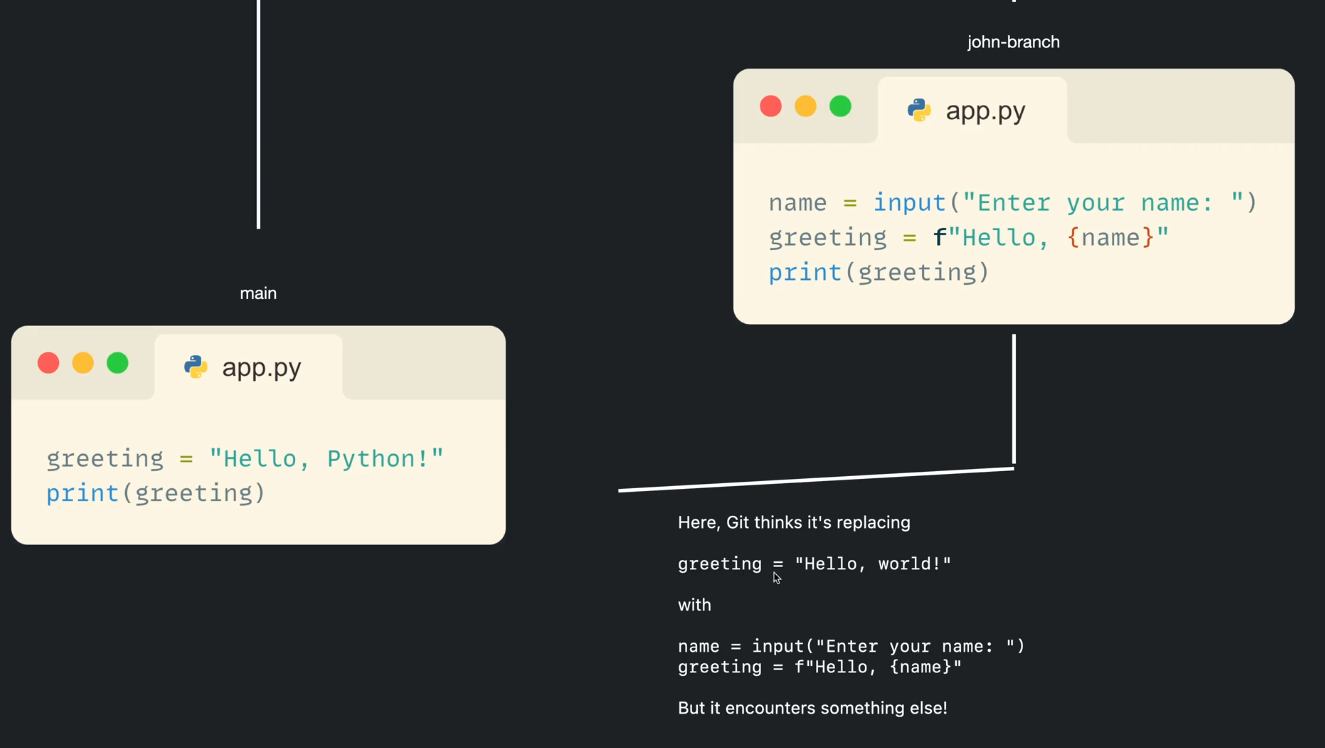 john-branch
app.py
name = input("Enter your name: ")
greeting = f"Hello, {name}"
print(greeting)
main
app.py
greeting = "Hello, Python!"
print(greeting)
Here, Git thinks it's replacing
greeting = "Hello, world!"
with
name = input("Enter your name: ")
greeting = f"Hello, {name}"
But it encounters something else!